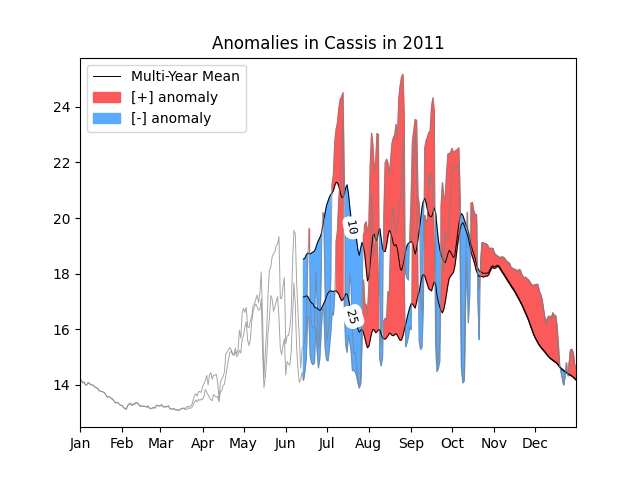 Anomalies in Cassis in 2011
Multi-Year Mean
[+] anomaly
[-] anomaly
24
22
20
18
16
14
10
25
Jan Feb Mar Apr May Jun Jul Aug Sep Oct Nov Dec